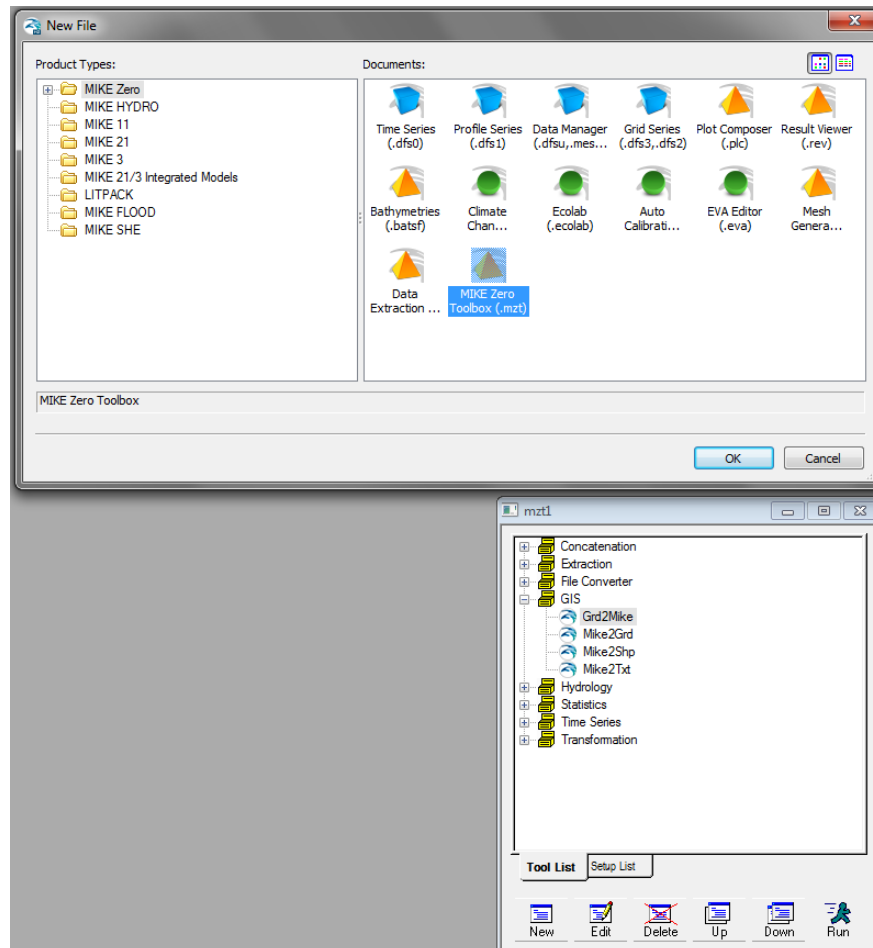 New File
Product Types:
Documents:
MIKE Zero
MIKE HYDRO
MIKE 11
MIKE 21
MIKE 3
MIKE 21/3 Integrated Models
LITPACK
MIKE FLOOD
MIKE SHE
Time Series
(.dfs0)
Profile Series
(.dfs1)
Data Manager
(.dfsu,.mes...
Grid Series
(.dfs3,.dfs2)
Plot Composer
(.plc)
Result Viewer
(.rev)
Bathymetries
(.batsf)
Climate
Chan...
Ecolab
(.ecolab)
Auto
Calibrati...
EVA Editor
(.eva)
Mesh
Genera...
Data
Extraction ...
MIKE Zero
Toolbox (.mzt)
MIKE Zero Toolbox
OK
Cancel
mzt1
Concatenation
Extraction
File Converter
GIS
Grd2Mike
Mike2Grd
Mike2Shp
Mike2Txt
Hydrology
Statistics
Time Series
Transformation
Tool List
Setup List
New
Edit
Delete
Up
Down
Run